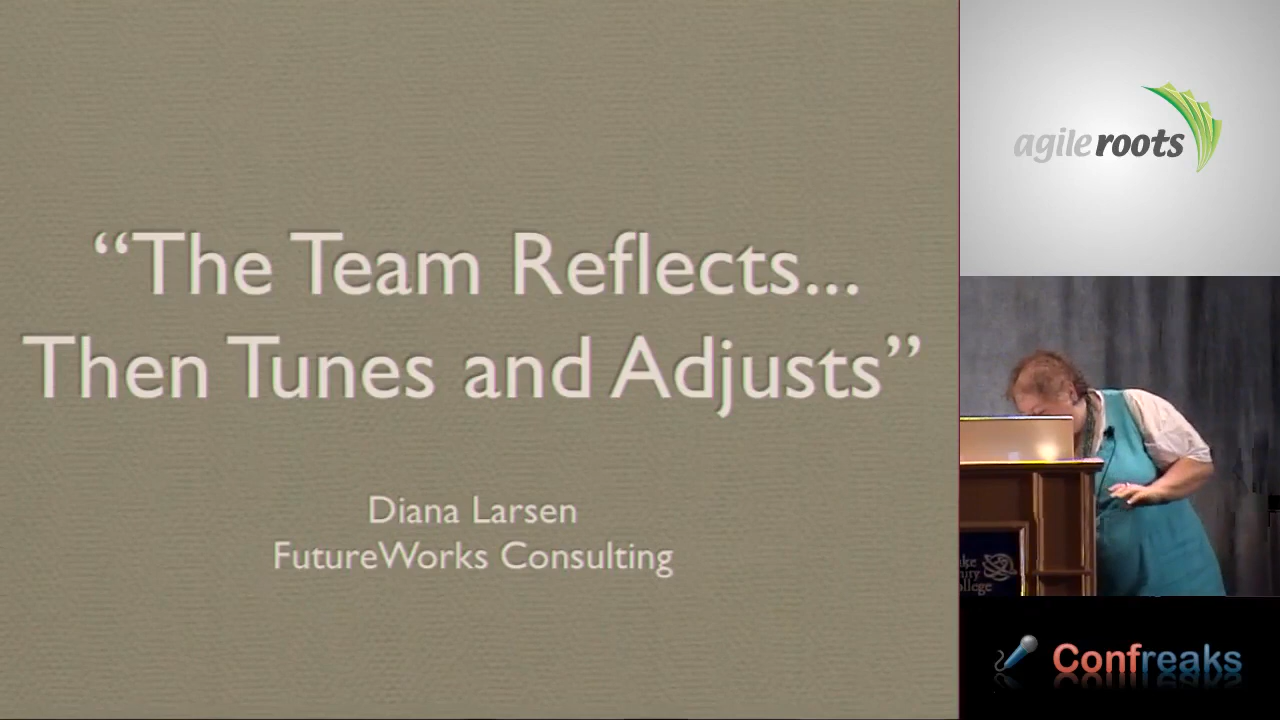 “The Team Reflects...
Then Tunes and Adjusts”
Diana Larsen
FutureWorks Consulting
agile roots
Confreaks